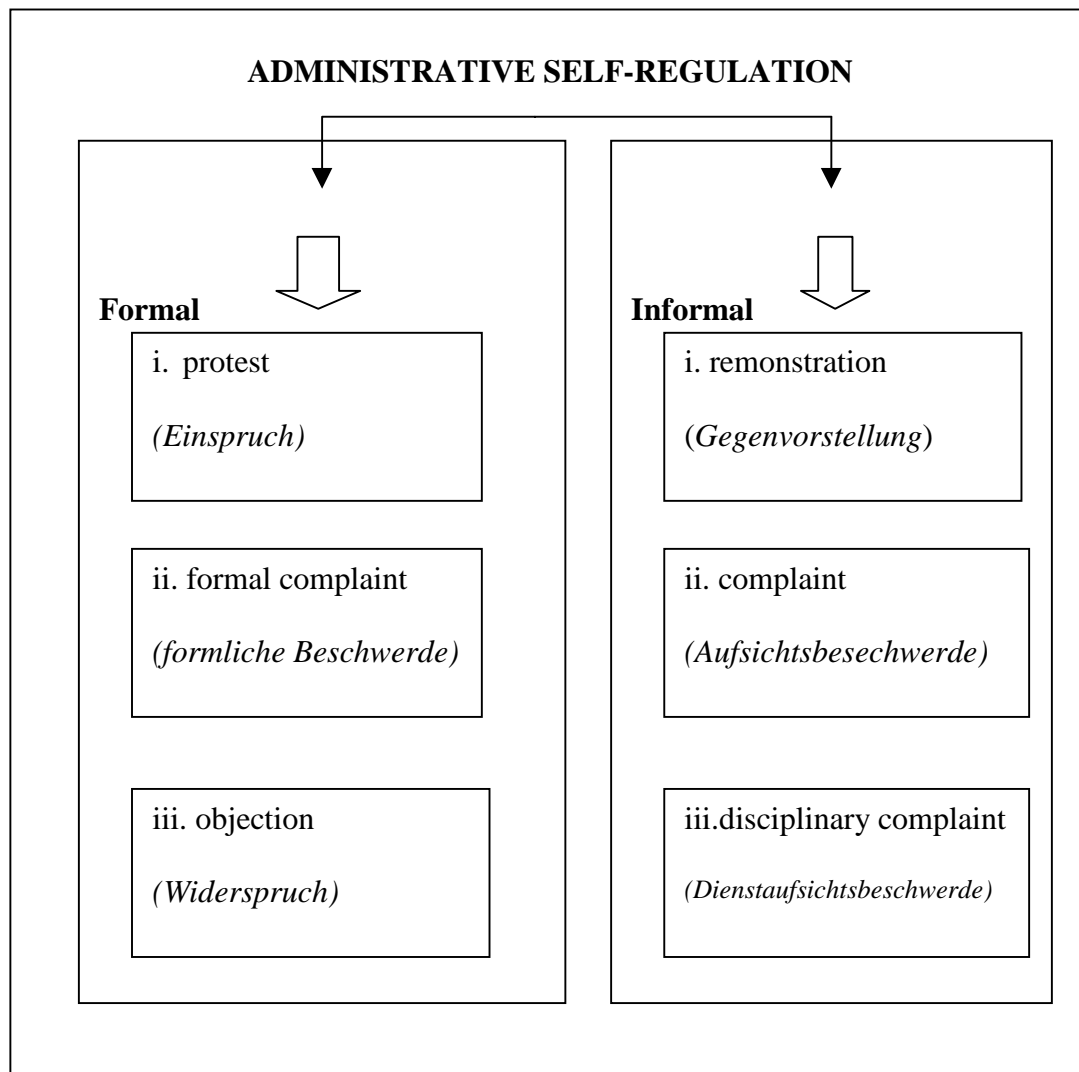 ADMINISTRATIVE SELF-REGULATION
Formal
i. protest
(Einspruch)
ii. formal complaint
(formliche Beschwerde)
iii. objection
(Widerspruch)
Informal
i. remonstration
(Gegenvorstellung)
ii. complaint
(Aufsichtsbesechwerde)
iii.disciplinary complaint
(Dienstaufsichtsbeschwerde)